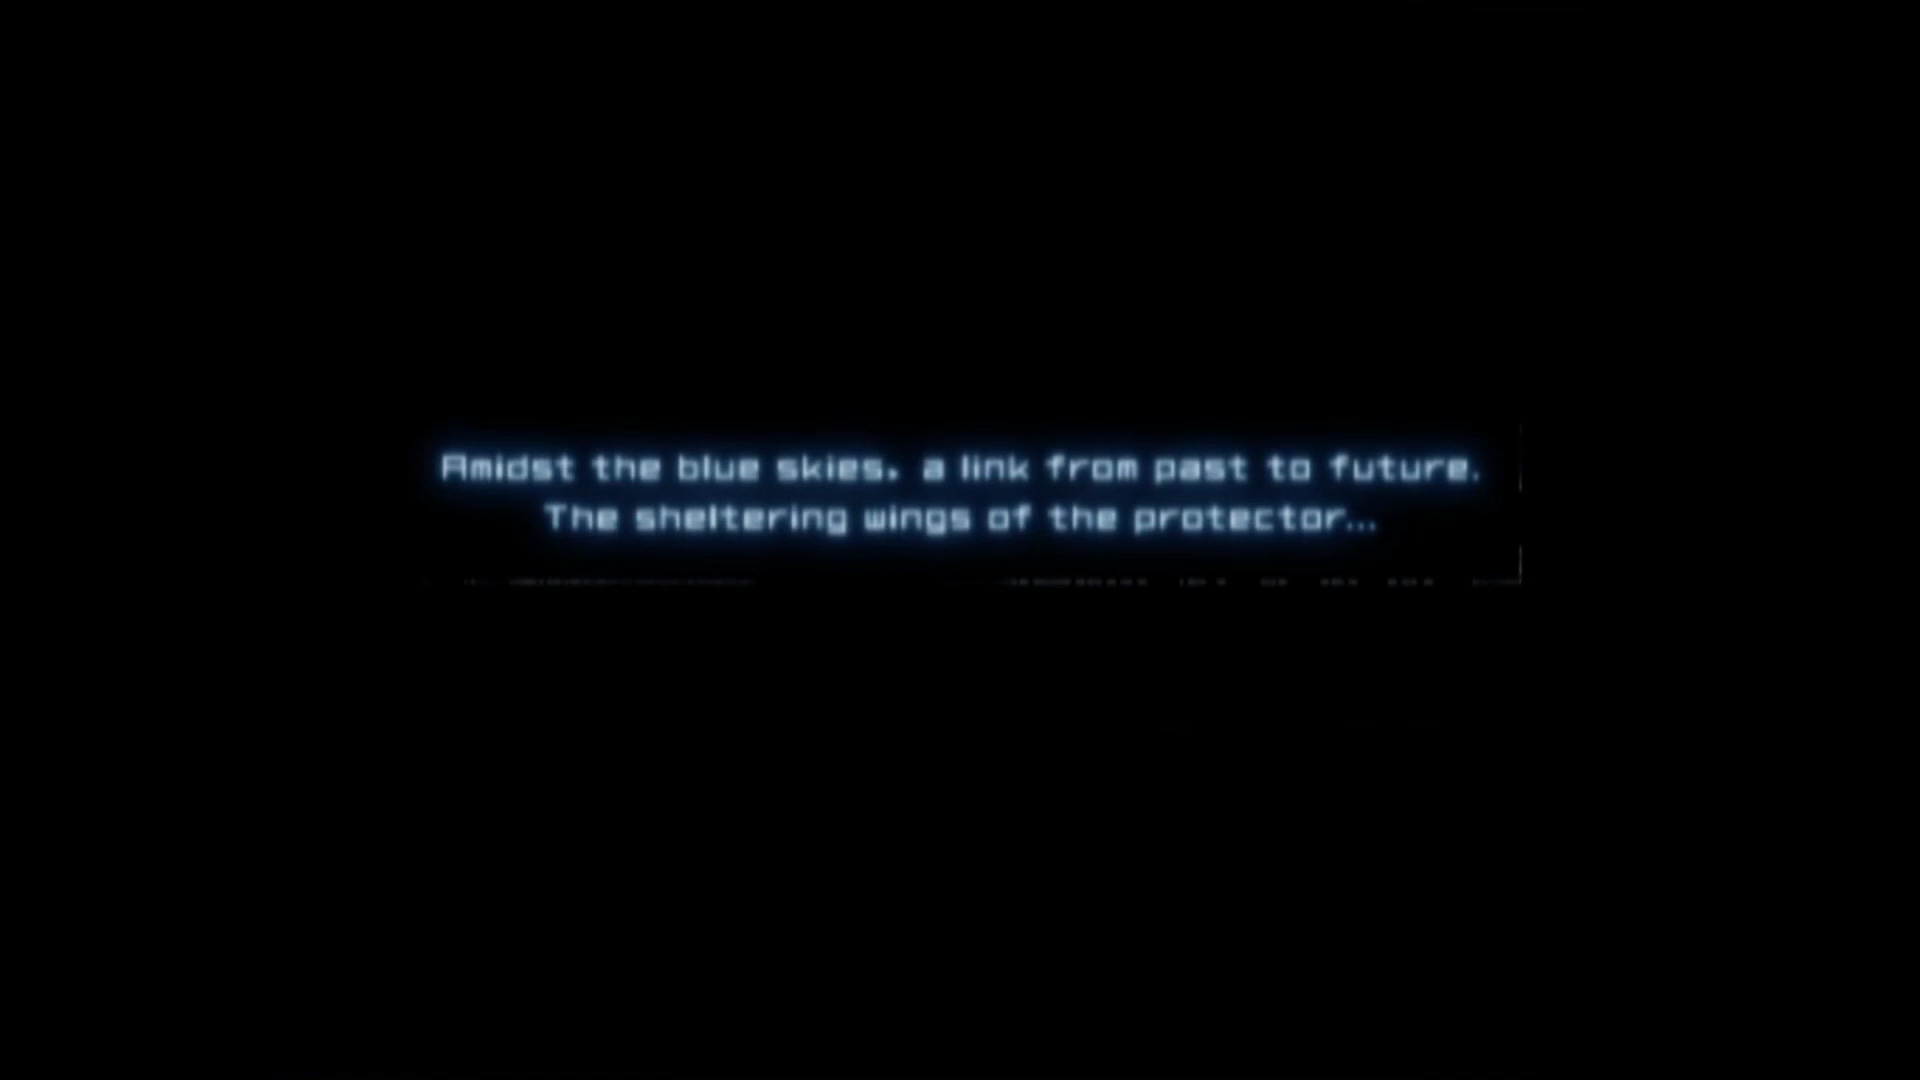 Amidst the blue skies, a link from past to future.
The sheltering wings of the protector...